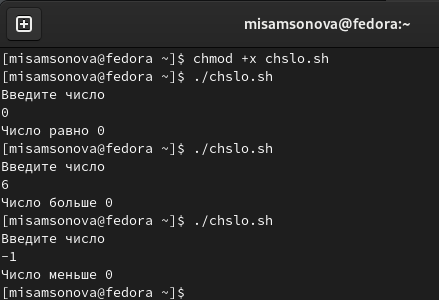 misamsonova@fedora:~
[misamsonova@fedora ~]$ chmod +x chslo.sh
[misamsonova@fedora ~]$ ./chslo.sh
Введите число
0
Число равно 0
[misamsonova@fedora ~]$ ./chslo.sh
Введите число
6
Число больше 0
[misamsonova@fedora ~]$ ./chslo.sh
Введите число
-1
Число меньше 0
[misamsonova@fedora ~]$